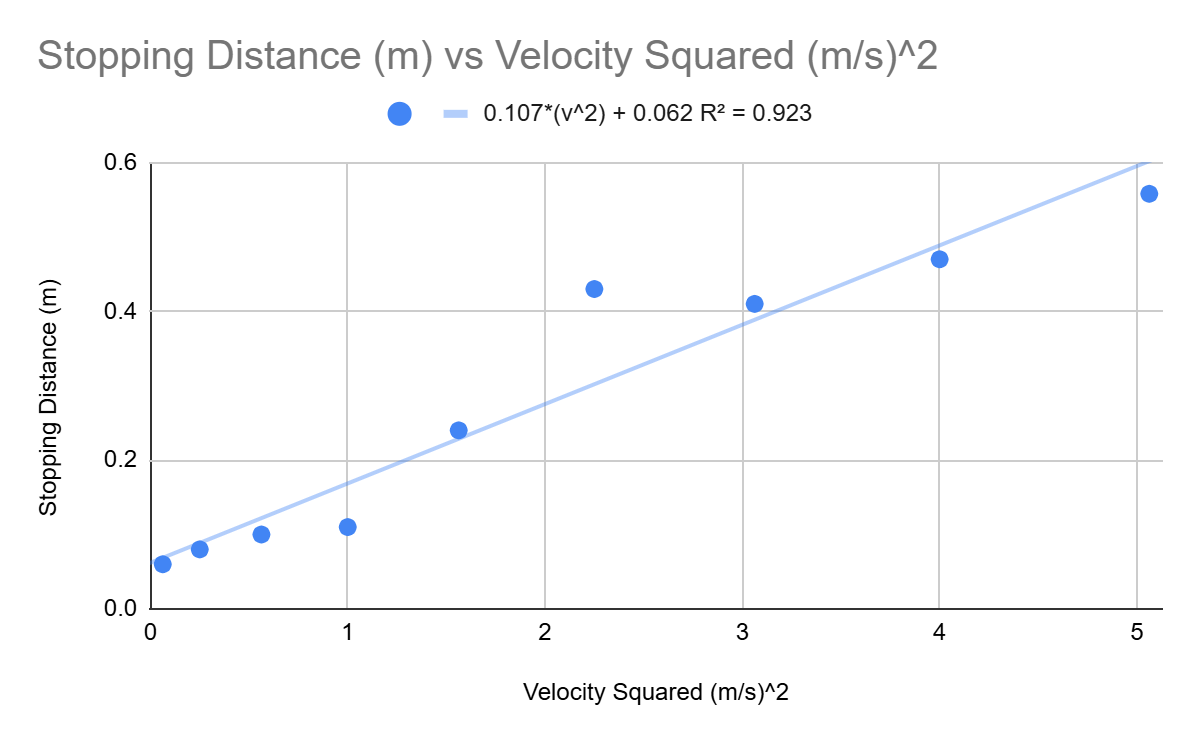 Stopping Distance (m) vs Velocity Squared (m/s)^2
0.107*(v^2) + 0.062 R² = 0.923
0.6
0.4
0.2
0.0
Stopping Distance (m)
0 1 2 3 4 5
Velocity Squared (m/s)^2